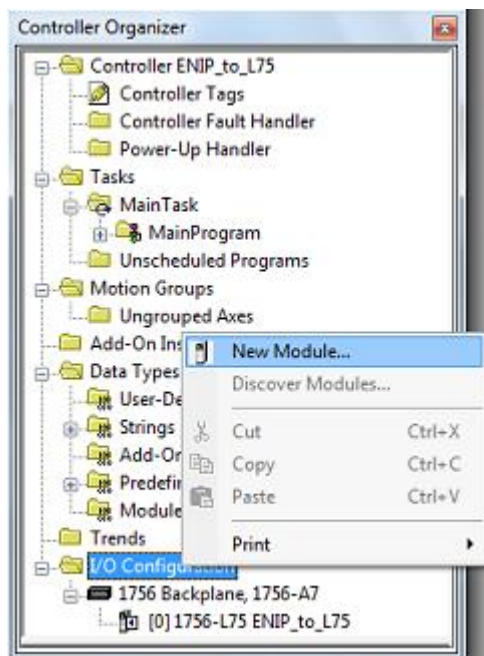 Controller Organizer
Controller ENIP_to_L75
Controller Tags
Controller Fault Handler
Power-Up Handler
Tasks
MainTask
MainProgram
Unscheduled Programs
Motion Groups
Ungrouped Axes
Add-On Ins
New Module...
Data Types
Discover Modules...
User-De
Strings
Cut Ctrl+X
Add-Or
Copy Ctrl+C
Predefin
Paste Ctrl+V
Module
Trends
Print
I/O Configuration
1756 Backplane, 1756-A7
[0] 1756-L75 ENIP_to_L75